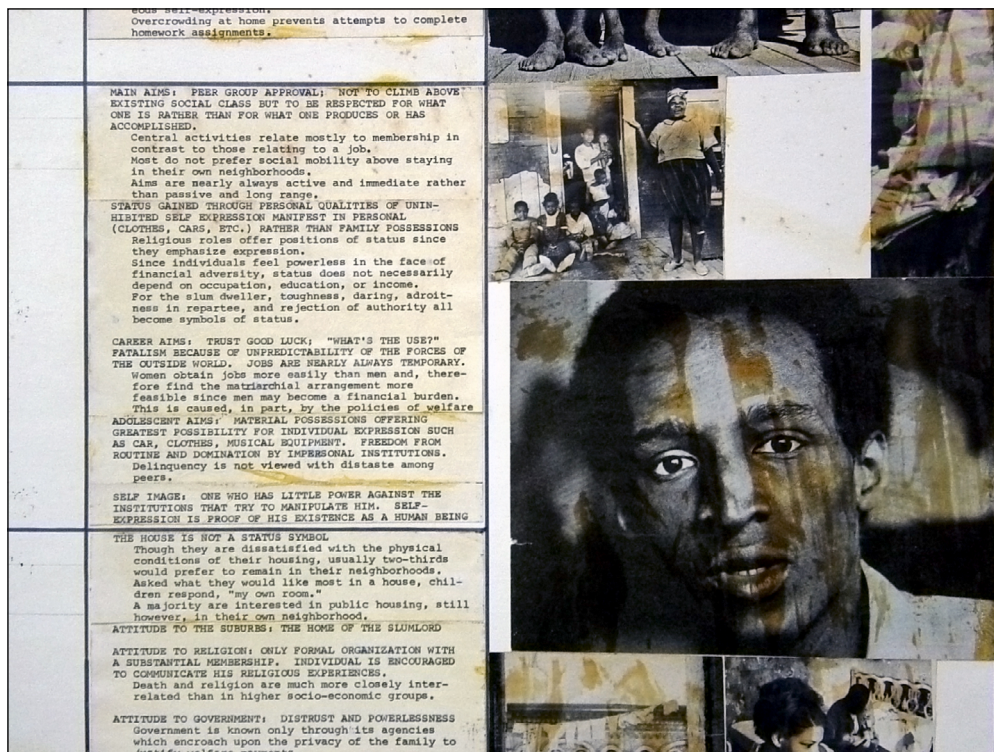 eous self-expression.
Overcrowding at home prevents attempts to complete
homework assignments.
MAIN AIMS: PEER GROUP APPROVAL; NOT TO CLIMB ABOVE
EXISTING SOCIAL CLASS BUT TO BE RESPECTED FOR WHAT
ONE IS RATHER THAN FOR WHAT ONE PRODUCES OR HAS
ACCOMPLISHED.
Central activities relate mostly to membership in
contrast to those relating to a job.
Most do not prefer social mobility above staying
in their own neighborhoods.
Aims are nearly always active and immediate rather
than passive and long range.
STATUS GAINED THROUGH PERSONAL QUALITIES OF UNIN-
HIBITED SELF EXPRESSION MANIFEST IN PERSONAL
(CLOTHES, CARS, ETC.) RATHER THAN FAMILY POSSESSIONS
Religious roles offer positions of status since
they emphasize expression.
Since individuals feel powerless in the face of
financial adversity, status does not necessarily
depend on occupation, education, or income.
For the slum dweller, toughness, daring, adroit-
ness in repartee, and rejection of authority all
become symbols of status.
CAREER AIMS: TRUST GOOD LUCK; "WHAT'S THE USE?"
FATALISM BECAUSE OF UNPREDICTABILITY OF THE FORCES OF
THE OUTSIDE WORLD. JOBS ARE NEARLY ALWAYS TEMPORARY.
Women obtain jobs more easily than men and, there-
fore find the matriarchial arrangement more
feasible since men may become a financial burden.
This is caused, in part, by the policies of welfare
ADOLESCENT AIMS: MATERIAL POSSESSIONS OFFERING
GREATEST POSSIBILITY FOR INDIVIDUAL EXPRESSION SUCH
AS CAR, CLOTHES, MUSICAL EQUIPMENT. FREEDOM FROM
ROUTINE AND DOMINATION BY IMPERSONAL INSTITUTIONS.
Delinquency is not viewed with distaste among
peers.
SELF IMAGE: ONE WHO HAS LITTLE POWER AGAINST THE
INSTITUTIONS THAT TRY TO MANIPULATE HIM. SELF-
EXPRESSION IS PROOF OF HIS EXISTENCE AS A HUMAN BEING
THE HOUSE IS NOT A STATUS SYMBOL
Though they are dissatisfied with the physical
conditions of their housing, usually two-thirds
would prefer to remain in their neighborhoods.
Asked what they would like most in a house, chil-
dren respond, "my own room."
A majority are interested in public housing, still
however, in their own neighborhood.
ATTITUDE TO THE SUBURBS: THE HOME OF THE SLUMLORD
ATTITUDE TO RELIGION: ONLY FORMAL ORGANIZATION WITH
A SUBSTANTIAL MEMBERSHIP. INDIVIDUAL IS ENCOURAGED
TO COMMUNICATE HIS RELIGIOUS EXPERIENCES.
Death and religion are much more closely inter-
related than in higher socio-economic groups.
ATTITUDE TO GOVERNMENT: DISTRUST AND POWERLESSNESS
Government is known only through its agencies
which encroach upon the privacy of the family to